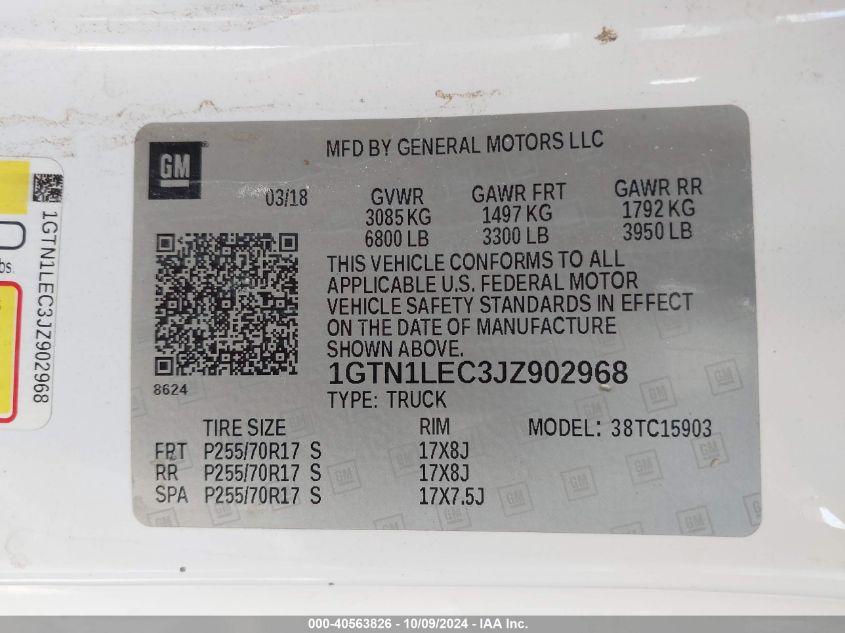 GM
MFD BY GENERAL MOTORS LLC
03/18
GVWR GAWR FRT GAWR RR
3085 KG 1497 KG 1792 KG
6800 LB 3300 LB 3950 LB
THIS VEHICLE CONFORMS TO ALL
APPLICABLE U.S. FEDERAL MOTOR
VEHICLE SAFETY STANDARDS IN EFFECT
ON THE DATE OF MANUFACTURE
SHOWN ABOVE.
8624
1GTN1LEC3JZ902968
TYPE: TRUCK
TIRE SIZE RIM MODEL: 38TC15903
FRT P255/70R17 S 17X8J
RR P255/70R17 S 17X8J
SPA P255/70R17 S 17X7.5J
1GTN1LEC3JZ902968
000-40563826 - 10/09/2024 - IAA Inc.